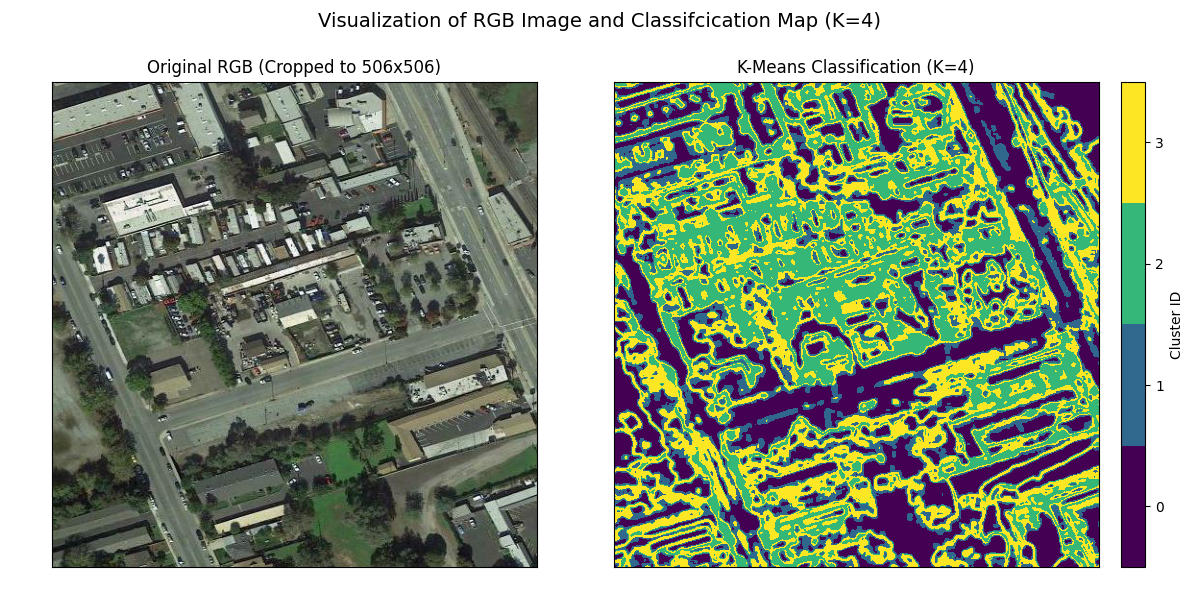 Visualization of RGB Image and Classifcication Map (K=4)
Original RGB (Cropped to 506x506)
K-Means Classification (K=4)
3
2
1
0
Cluster ID